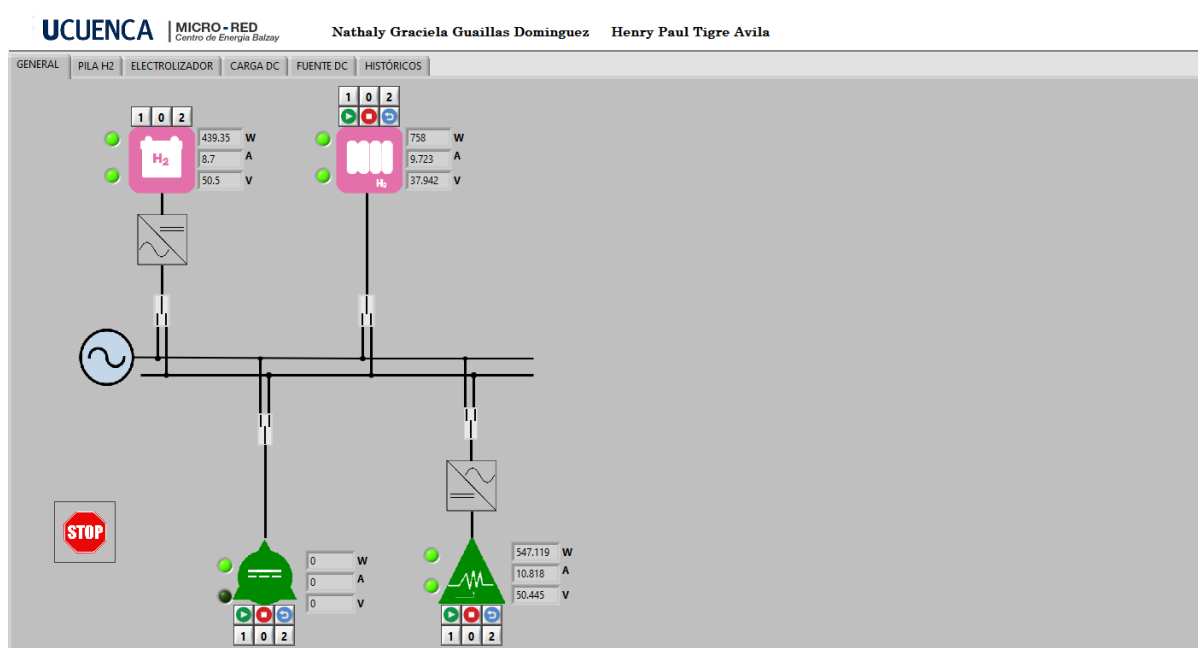 UCUENCA MICRO-RED Nathaly Graciela Guaillas Dominguez Henry Paul Tigre Avila
Centro de Energía Balzay
GENERAL PILA H2 ELECTROLIZADOR CARGA DC FUENTE DC HISTÓRICOS
1 0 2
1 0 2
439.35 W
8.7 A
50.5 V
H2
758 W
9.723 A
37.942 V
H2
STOP
0 W
0 A
0 V
1 0 2
547.119 W
10.818 A
50.445 V
1 0 2